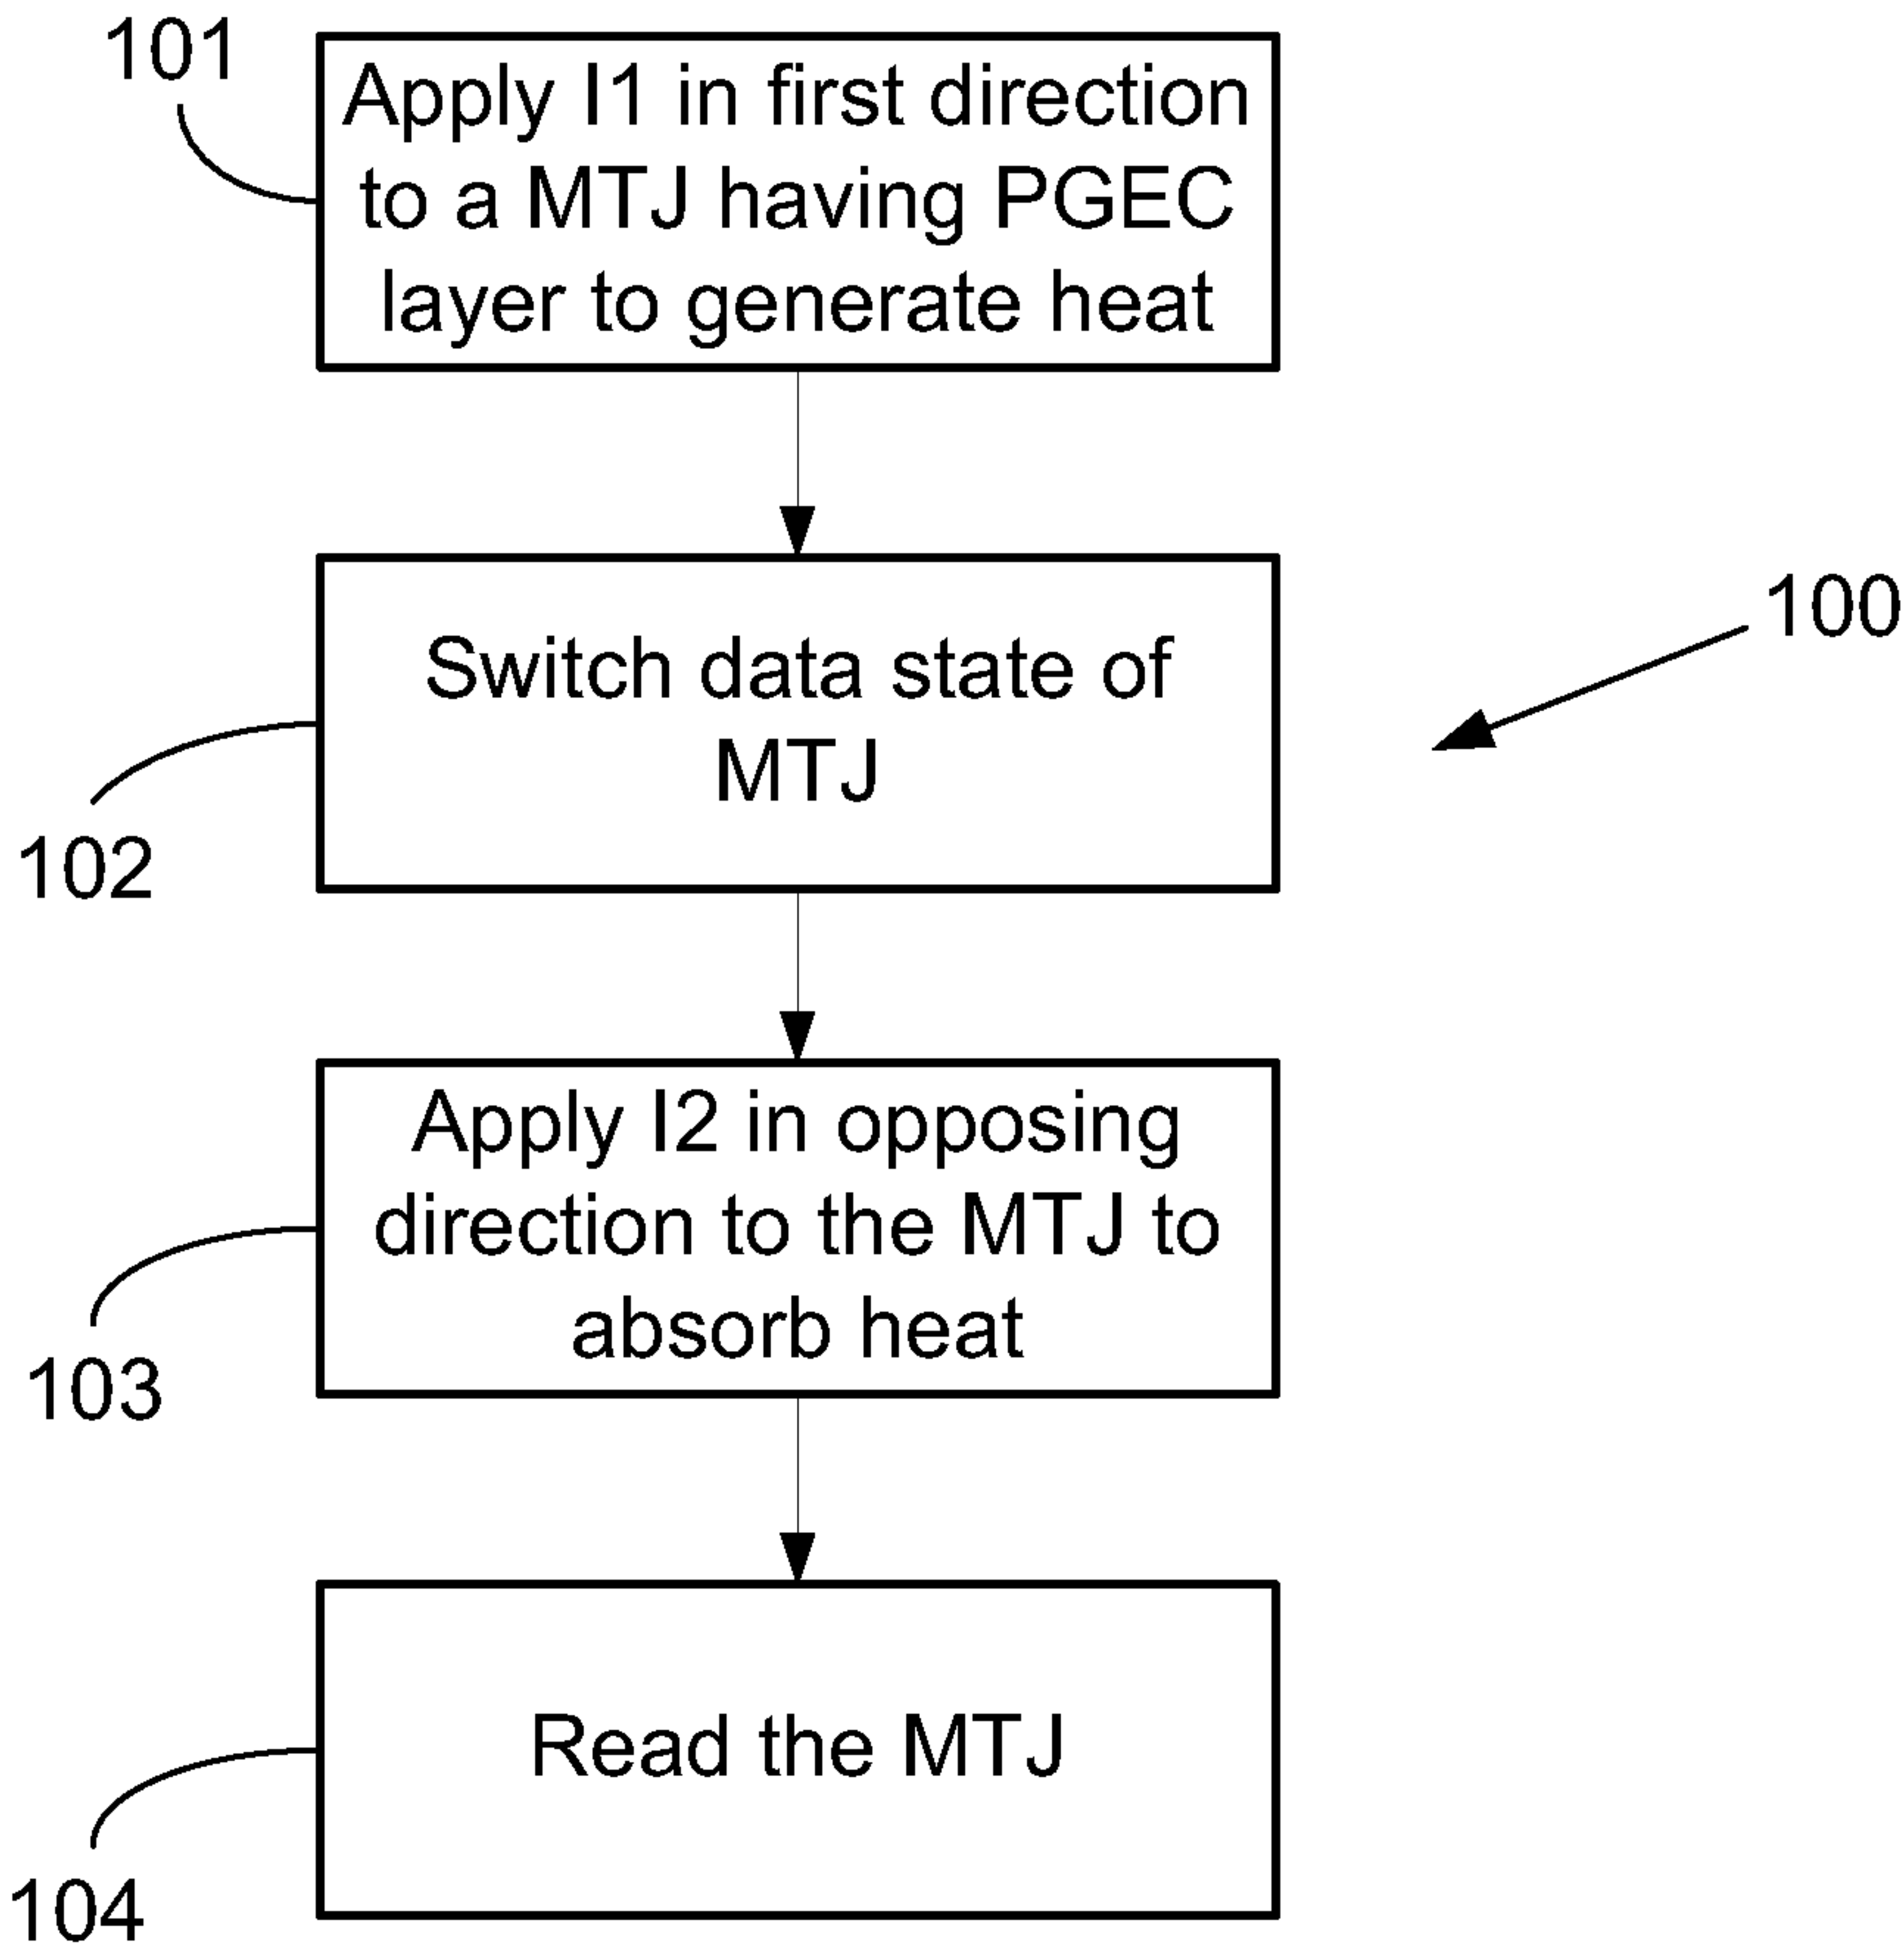 101
Apply I1 in first direction
to a MTJ having PGEC
layer to generate heat
100
Switch data state of
MTJ
102
Apply I2 in opposing
direction to the MTJ to
absorb heat
103
Read the MTJ
104